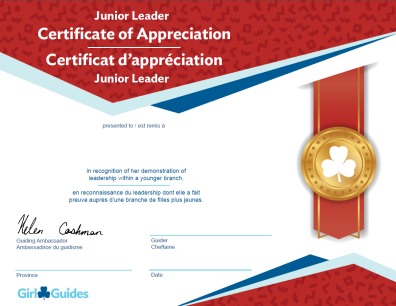 Junior Leader
Certificate of Appreciation
Certificat d'appréciation
Junior Leader
presented to / est remis à
in recognition of her demonstration of
leadership within a younger branch.
en reconnaissance du leadership dont elle a fait
preuve auprès d'une branche de filles plus jeunes.
Helen Cashman
Guiding Ambassador
Ambassadrice du guidisme
Guider
Cheftaine
Province
Date
Girl Guides